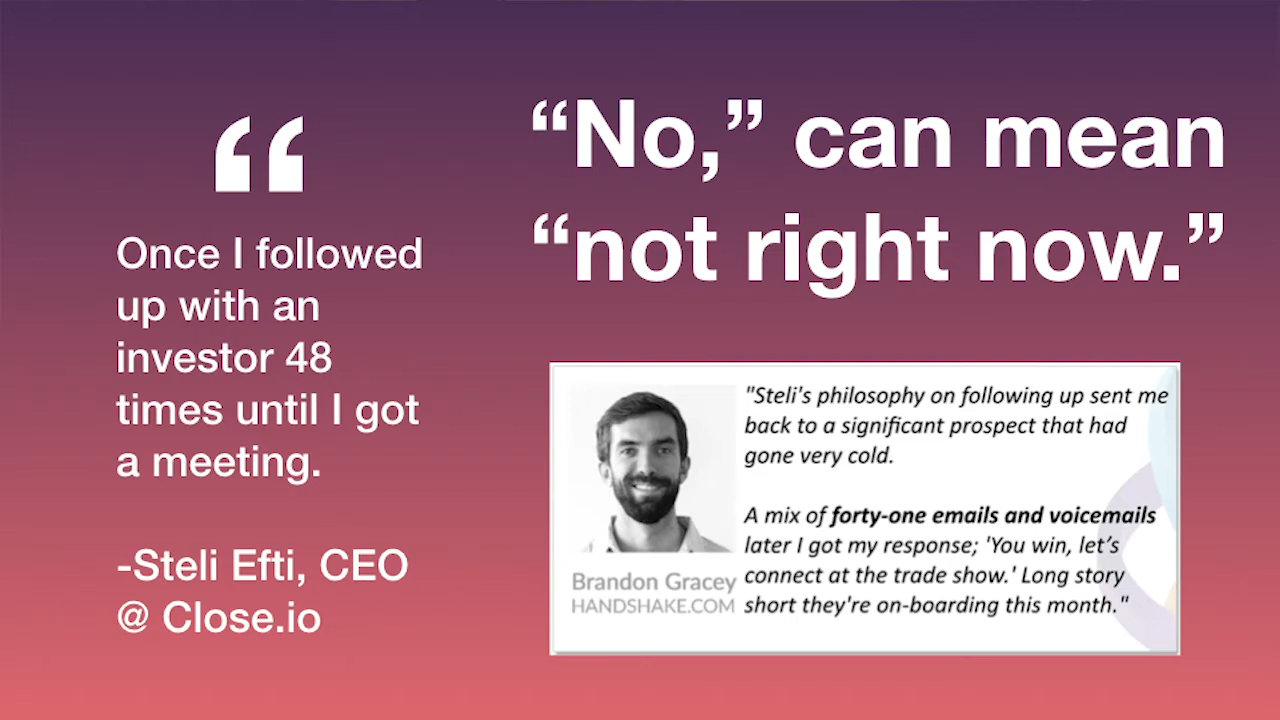 “
Once I followed
up with an
investor 48
times until I got
a meeting.
-Steli Efti, CEO
@ Close.io
“No,” can mean
“not right now.”
"Steli's philosophy on following up sent me
back to a significant prospect that had
gone very cold.
A mix of forty-one emails and voicemails
later I got my response; 'You win, let’s
connect at the trade show.' Long story
short they're on-boarding this month."
Brandon Gracey
HANDSHAKE.COM